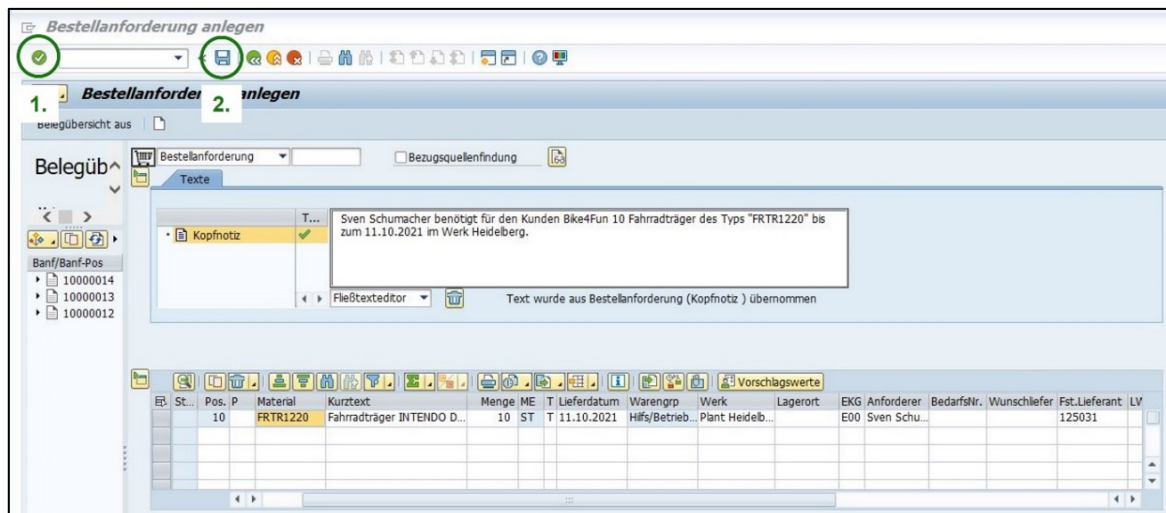 Bestellanforderung anlegen
1.
Bestellanforde
anlegen
2.
Belegübersicht aus
Belegüb
Bestellanforderung
Bezugsquellenfindung
Texte
T...
Kopfnotiz
Sven Schumacher benötigt für den Kunden Bike4Fun 10 Fahrradträger des Typs "FRTR1220" bis
zum 11.10.2021 im Werk Heidelberg.
Fließtexteditor
Text wurde aus Bestellanforderung (Kopfnotiz ) übernommen
Banf/Banf-Pos
10000014
10000013
10000012
Vorschlagswerte
St... Pos. P Material Kurztext Menge ME T Lieferdatum Warengrp Werk Lagerort EKG Anforderer BedarfsNr. Wunschliefer Fst.Lieferant LV
10 FRTR1220 Fahrradträger INTENDO D... 10 ST T 11.10.2021 Hilfs/Betrieb... Plant Heidelb... E00 Sven Schu... 125031